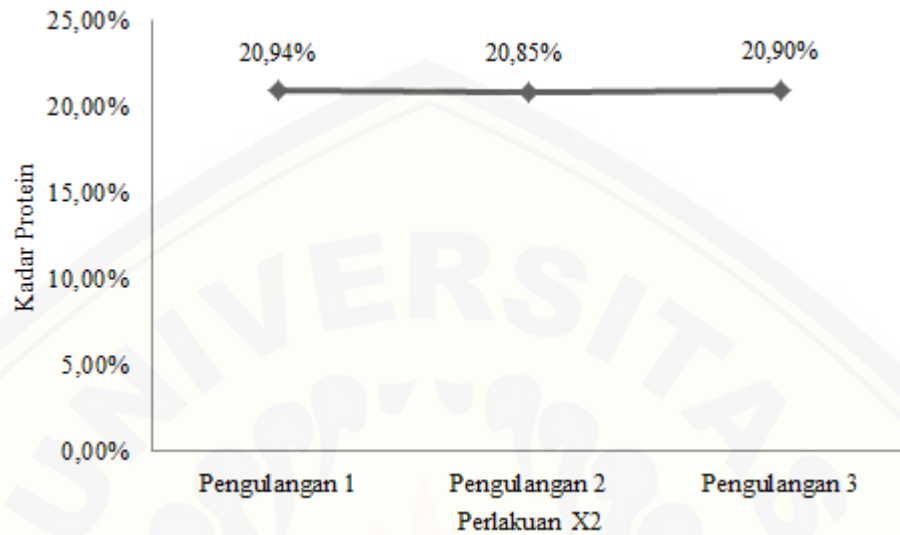 25,00%
20,94%
20,85%
20,90%
20,00%
15,00%
10,00%
5,00%
0,00%
Kadar Protein
Pengulangan 1
Pengulangan 2
Pengulangan 3
Perlakuan X2
UNIVERSITAS